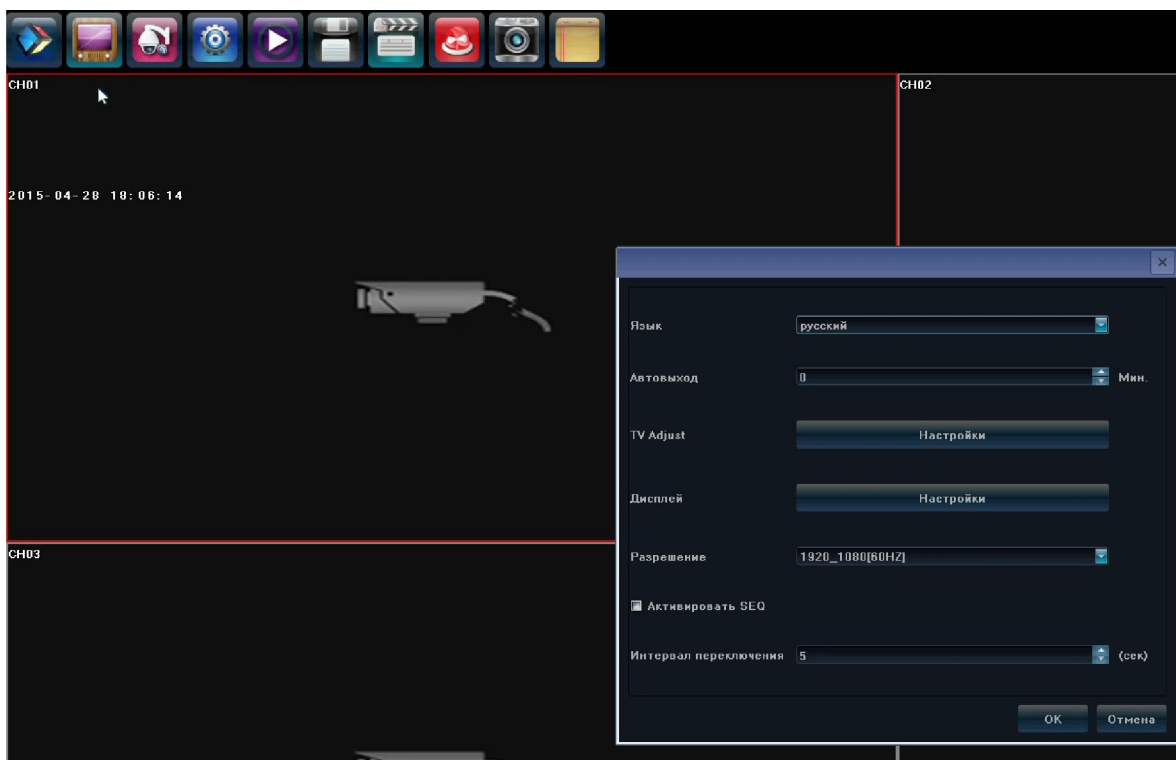 CH01
CH02
2015-04-28 18:06:14
Язык
русский
Автовыход
0
Мин.
TV Adjust
Настройки
Дисплей
Настройки
Разрешение
1920_1080[60HZ]
Активировать SEQ
Интервал переключения
5
(сек)
OK
Отмена
CH03